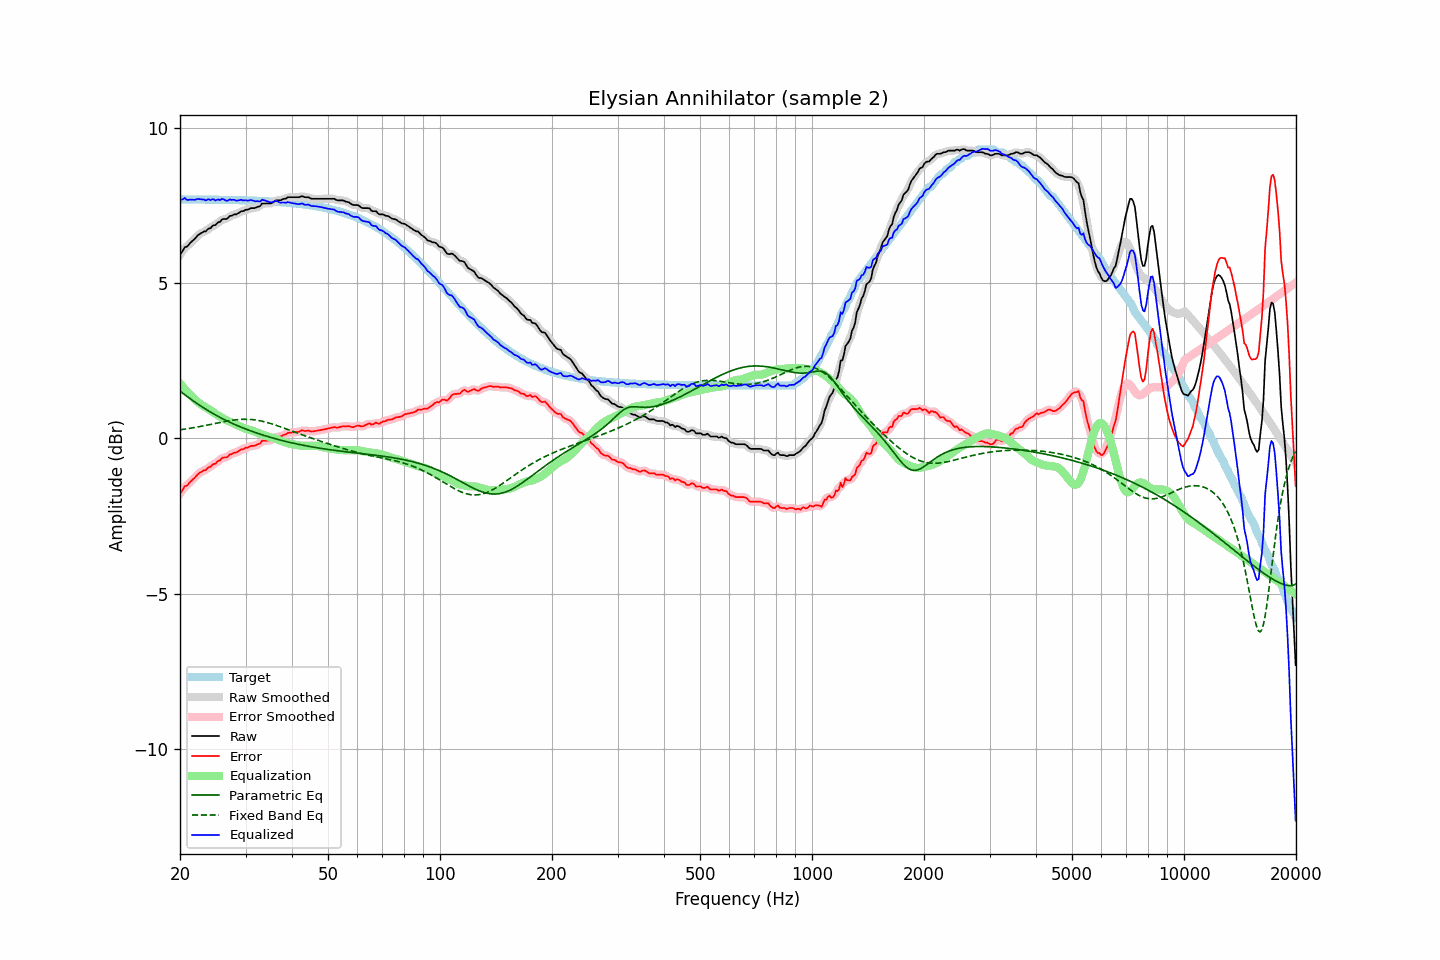 Elysian Annihilator (sample 2)
10
5
0
−5
−10
Amplitude (dBr)
Target
Raw Smoothed
Error Smoothed
Raw
Error
Equalization
Parametric Eq
Fixed Band Eq
Equalized
20 50 100 200 500 1000 2000 5000 10000 20000
Frequency (Hz)